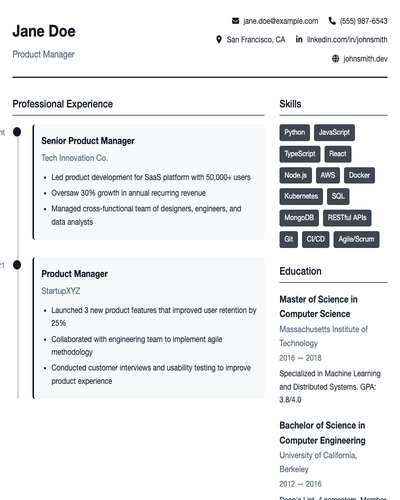 Jane Doe
Product Manager
jane.doe@example.com (555) 987-6543
San Francisco, CA linkedin.com/in/johnsmith
johnsmith.dev
Professional Experience
Senior Product Manager
Tech Innovation Co.
• Led product development for SaaS platform with 50,000+ users
• Oversaw 30% growth in annual recurring revenue
• Managed cross-functional team of designers, engineers, and
data analysts
Product Manager
StartupXYZ
• Launched 3 new product features that improved user retention by
25%
• Collaborated with engineering team to implement agile
methodology
• Conducted customer interviews and usability testing to improve
product experience
Skills
Python JavaScript
TypeScript React
Node.js AWS Docker
Kubernetes SQL
MongoDB RESTful APIs
Git CI/CD Agile/Scrum
Education
Master of Science in
Computer Science
Massachusetts Institute of
Technology
2016 — 2018
Specialized in Machine Learning
and Distributed Systems. GPA:
3.8/4.0
Bachelor of Science in
Computer Engineering
University of California,
Berkeley
2012 — 2016
Dean's List, 4 semesters. Member